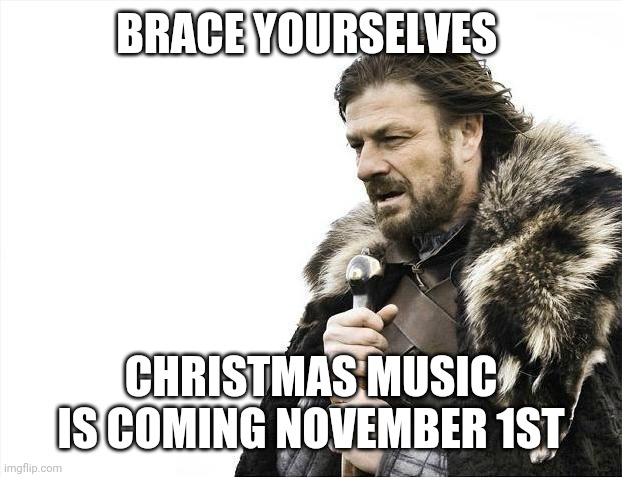 BRACE YOURSELVES
CHRISTMAS MUSIC
IS COMING NOVEMBER 1ST
imgflip.com